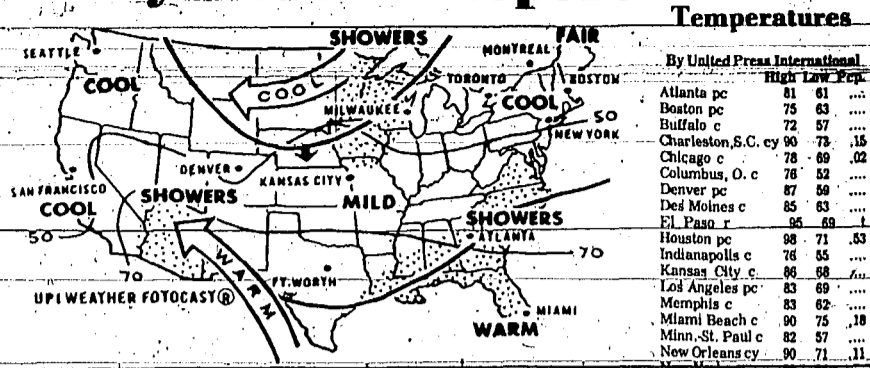 SHOWERS
FAIR
SEATTLE
MONTREAL
COOL
COOL
TORONTO
BOSTON
COOL
MILWAUKEE
50
NEW YORK
DENVER
KANSAS CITY
SAN FRANCISCO
COOL
SHOWERS
MILD
SHOWERS
50
ATLANTA
70
WARM
70
FT. WORTH
UPI WEATHER FOTOCAST®
MIAMI
WARM
Temperatures
By United Press International
High Low Pcp.
Atlanta pc 81 61 ....
Boston pc 75 63 ....
Buffalo c 72 57 ....
Charleston,S.C. cy 90 73 .15
Chicago c 78 69 .02
Columbus, O. c 76 52 ....
Denver pc 87 59 ....
Des Moines c 85 63 ....
El Paso r 95 69 t
Houston pc 98 71 .53
Indianapolis c 76 55 ....
Kansas City c 86 68 ....
Los Angeles pc 83 69 ....
Memphis c 83 62 ....
Miami Beach c 90 75 .18
Minn.-St. Paul c 82 57 ....
New Orleans cy 90 71 .11